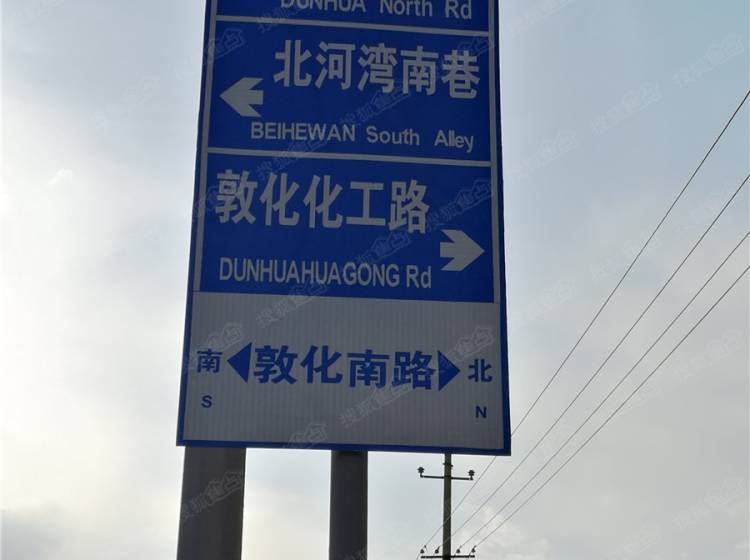 DUNHUA North Rd
北河湾南巷
BEIHEWAN South Alley
敦化化工路
DUNHUAHUAGONG Rd
南 敦化南路 北
S N